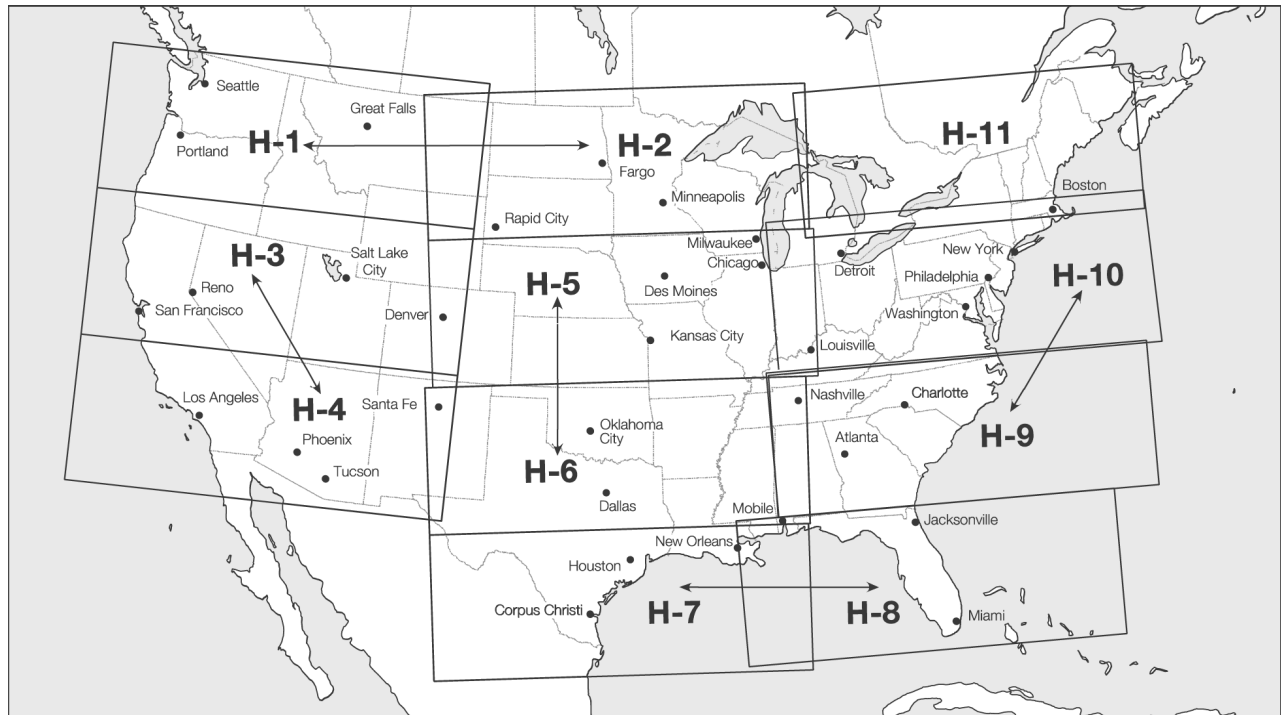 Seattle
Great Falls
Portland
H-1
H-2
Fargo
H-11
Minneapolis
Boston
Rapid City
Milwaukee
Chicago
Detroit
New York
Philadelphia
H-3
Salt Lake
City
Reno
San Francisco
Denver
H-5
Des Moines
Kansas City
Louisville
Washington
H-10
Los Angeles
H-4
Santa Fe
Phoenix
Tucson
Oklahoma
City
H-6
Dallas
Nashville
Charlotte
Atlanta
H-9
Mobile
New Orleans
Jacksonville
Houston
Corpus Christi
H-7
H-8
Miami